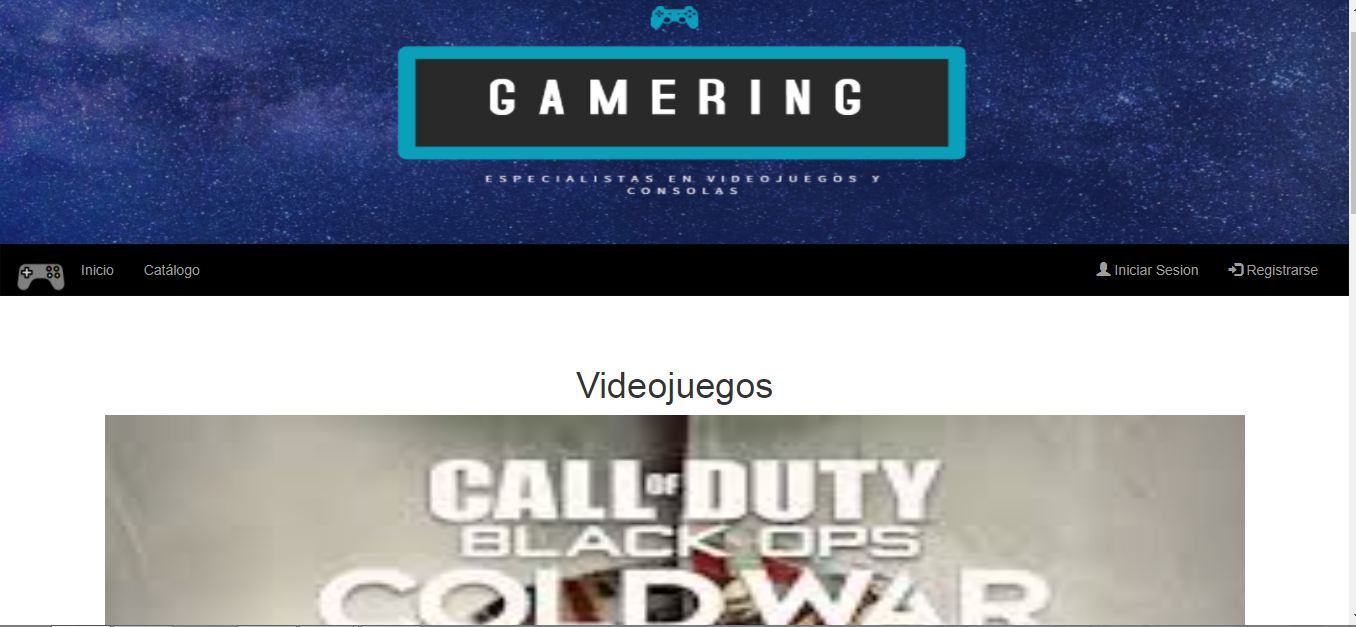 GAMERING
ESPECIALISTAS EN VIDEOJUEGOS Y
CONSOLAS
Inicio
Catálogo
Iniciar Sesion
Registrarse
Videojuegos
CALL OF DUTY
BLACK OPS
COLD WAR